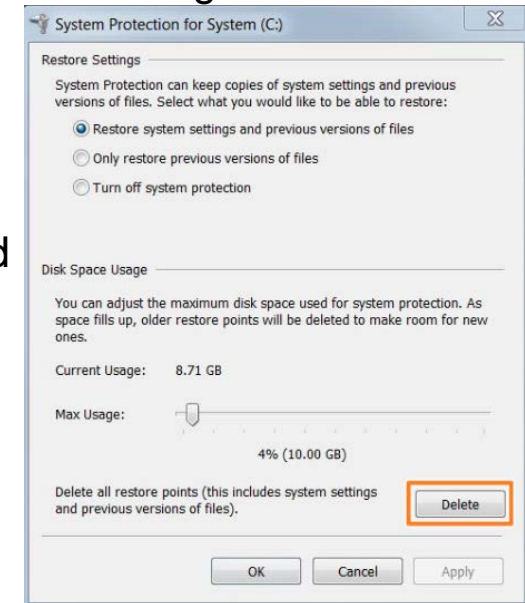 System Protection for System (C:)
Restore Settings
System Protection can keep copies of system settings and previous
versions of files. Select what you would like to be able to restore:
Restore system settings and previous versions of files
Only restore previous versions of files
Turn off system protection
Disk Space Usage
You can adjust the maximum disk space used for system protection. As
space fills up, older restore points will be deleted to make room for new
ones.
Current Usage: 8.71 GB
Max Usage:
4% (10.00 GB)
Delete all restore points (this includes system settings
and previous versions of files).
Delete
OK Cancel Apply